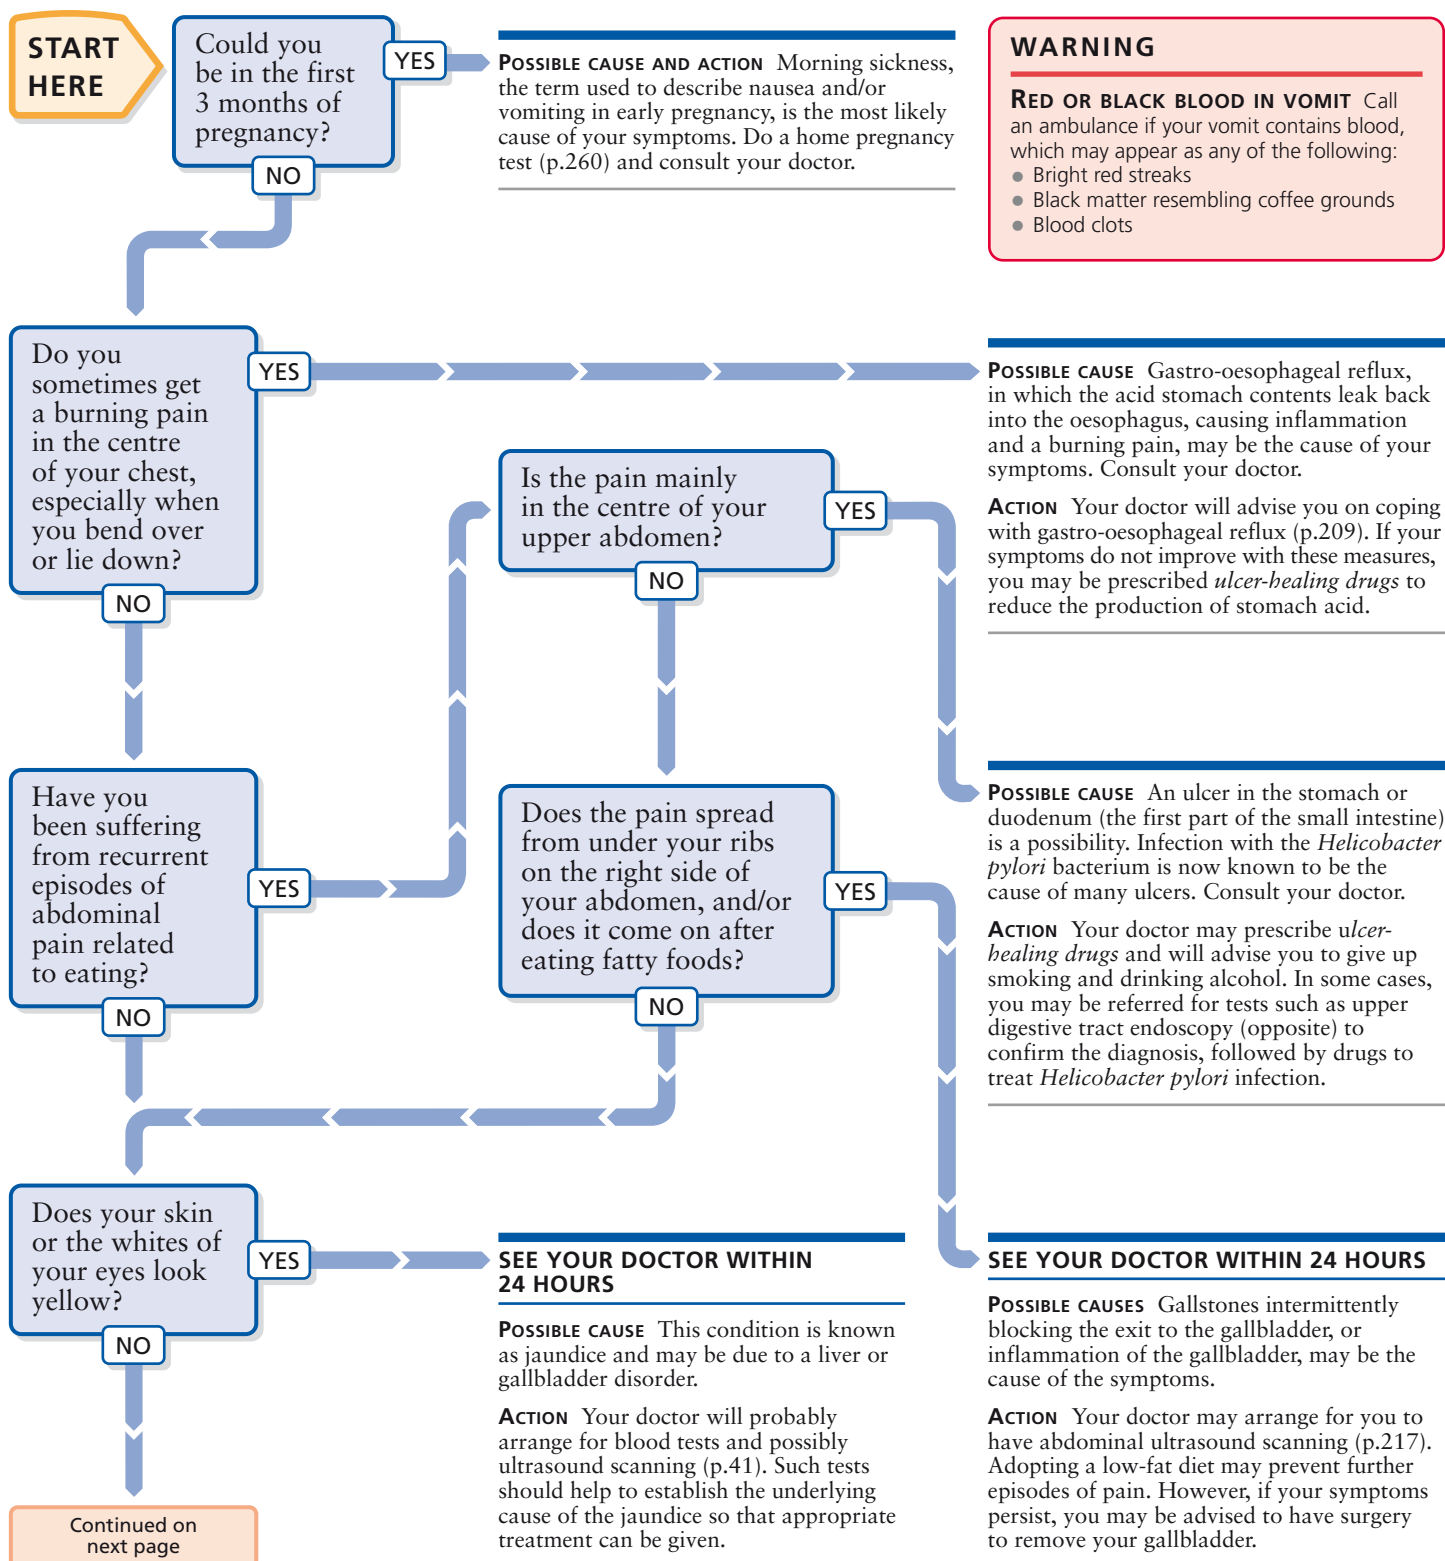 START
HERE
Could you
be in the first
3 months of
pregnancy?
YES
NO
POSSIBLE CAUSE AND ACTION Morning sickness,
the term used to describe nausea and/or
vomiting in early pregnancy, is the most likely
cause of your symptoms. Do a home pregnancy
test (p.260) and consult your doctor.
WARNING
RED OR BLACK BLOOD IN VOMIT Call
an ambulance if your vomit contains blood,
which may appear as any of the following:
● Bright red streaks
● Black matter resembling coffee grounds
● Blood clots
Do you
sometimes get
a burning pain
in the centre
of your chest,
especially when
you bend over
or lie down?
YES
NO
POSSIBLE CAUSE Gastro-oesophageal reflux,
in which the acid stomach contents leak back
into the oesophagus, causing inflammation
and a burning pain, may be the cause of your
symptoms. Consult your doctor.
ACTION Your doctor will advise you on coping
with gastro-oesophageal reflux (p.209). If your
symptoms do not improve with these measures,
you may be prescribed ulcer-healing drugs to
reduce the production of stomach acid.
Is the pain mainly
in the centre of your
upper abdomen?
YES
NO
Have you
been suffering
from recurrent
episodes of
abdominal
pain related
to eating?
YES
NO
Does the pain spread
from under your ribs
on the right side of
your abdomen, and/or
does it come on after
eating fatty foods?
YES
NO
POSSIBLE CAUSE An ulcer in the stomach or
duodenum (the first part of the small intestine)
is a possibility. Infection with the Helicobacter
pylori bacterium is now known to be the
cause of many ulcers. Consult your doctor.
ACTION Your doctor may prescribe ulcer-
healing drugs and will advise you to give up
smoking and drinking alcohol. In some cases,
you may be referred for tests such as upper
digestive tract endoscopy (opposite) to
confirm the diagnosis, followed by drugs to
treat Helicobacter pylori infection.
Does your skin
or the whites of
your eyes look
yellow?
YES
NO
SEE YOUR DOCTOR WITHIN
24 HOURS
POSSIBLE CAUSE This condition is known
as jaundice and may be due to a liver or
gallbladder disorder.
ACTION Your doctor will probably
arrange for blood tests and possibly
ultrasound scanning (p.41). Such tests
should help to establish the underlying
cause of the jaundice so that appropriate
treatment can be given.
SEE YOUR DOCTOR WITHIN 24 HOURS
POSSIBLE CAUSES Gallstones intermittently
blocking the exit to the gallbladder, or
inflammation of the gallbladder, may be the
cause of the symptoms.
ACTION Your doctor may arrange for you to
have abdominal ultrasound scanning (p.217).
Adopting a low-fat diet may prevent further
episodes of pain. However, if your symptoms
persist, you may be advised to have surgery
to remove your gallbladder.
Continued on
next page